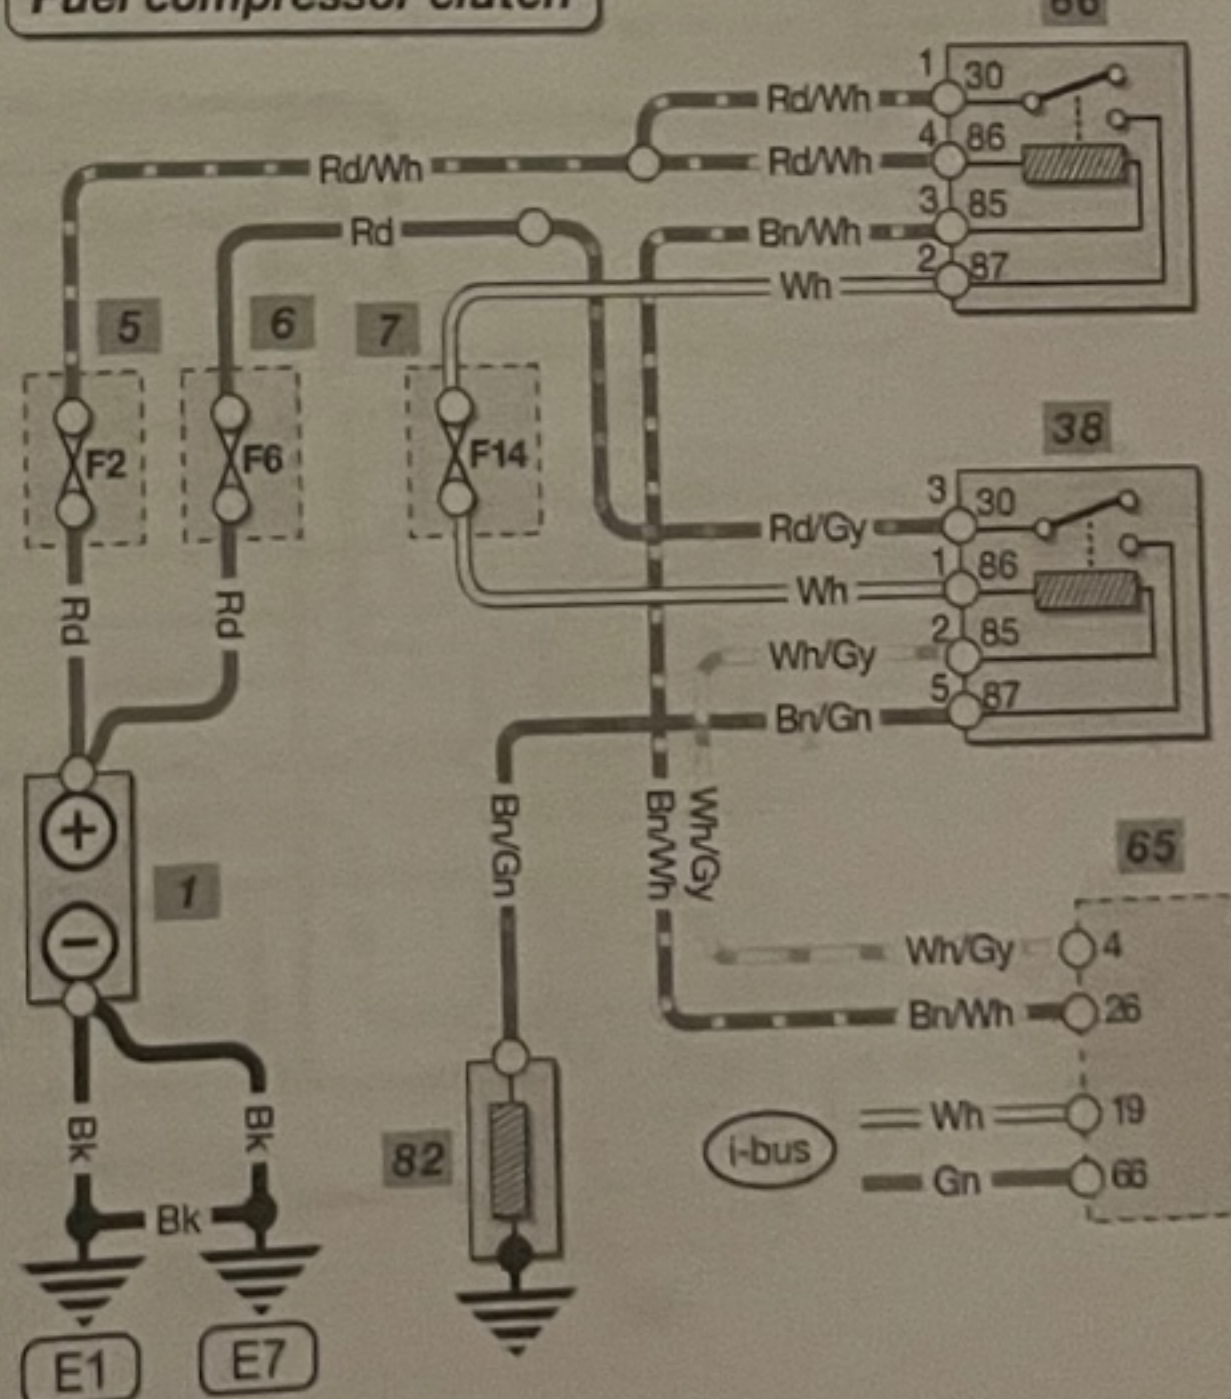 Fuel compressor clutch
66
1 30
Rd/Wh
4 86
Rd/Wh
Rd/Wh
3 85
Rd
Bn/Wh
2 87
Wh
5
6
7
F2
F6
F14
38
3 30
Rd/Gy
1 86
Wh
Rd
Rd
2 85
Wh/Gy
5 87
Bn/Gn
+
Bn/Gn
Bn/Wh
Wh/Gy
65
1
−
Wh/Gy
4
Bn/Wh
26
Wh
19
i-bus
Gn
66
Bk
Bk
82
Bk
E1
E7